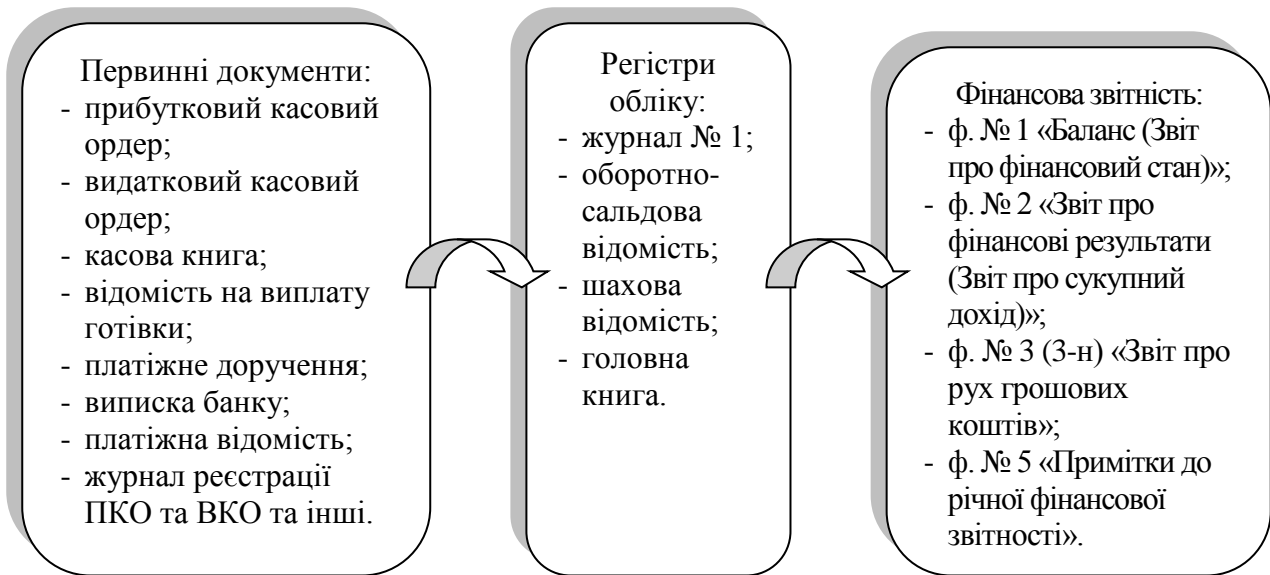 Первинні документи:
- прибутковий касовий
ордер;
- видатковий касовий
ордер;
- касова книга;
- відомість на виплату
готівки;
- платіжне доручення;
- виписка банку;
- платіжна відомість;
- журнал реєстрації
ПКО та ВКО та інші.
Регістри
обліку:
- журнал № 1;
- оборотно-
сальдова
відомість;
- шахова
відомість;
- головна
книга.
Фінансова звітність:
- ф. № 1 «Баланс (Звіт
про фінансовий стан)»;
- ф. № 2 «Звіт про
фінансові результати
(Звіт про сукупний
дохід)»;
- ф. № 3 (3-н) «Звіт про
рух грошових
коштів»;
- ф. № 5 «Примітки до
річної фінансової
звітності».